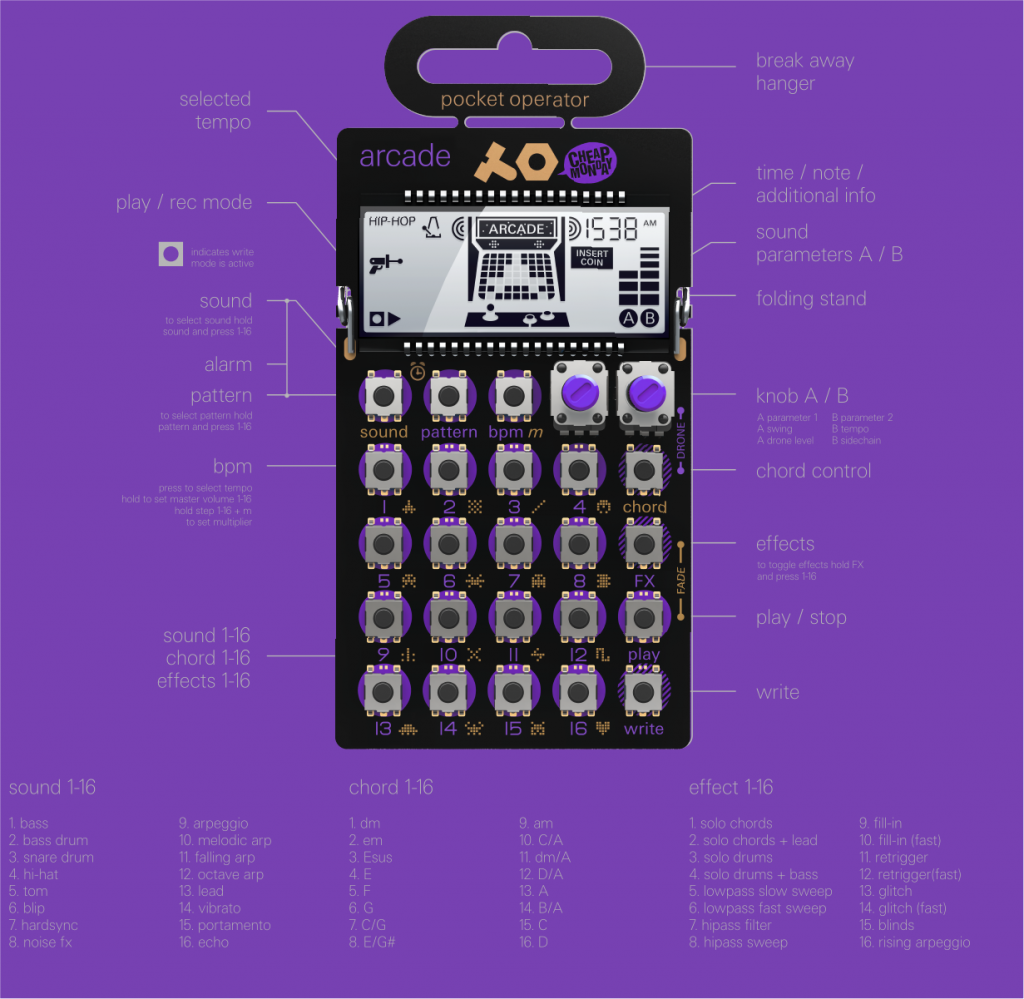 pocket operator
break away
hanger
selected
tempo
arcade
CHEAP
MONDAY
time / note /
additional info
play / rec mode
HIP-HOP
ARCADE
1538 AM
INSERT
COIN
sound
parameters A / B
indicates write
mode is active
folding stand
A B
sound
to select sound hold
sound and press 1-16
alarm
pattern
to select pattern hold
pattern and press 1-16
knob A / B
A parameter 1 B parameter 2
A swing B tempo
A drone level B sidechain
sound pattern bpm m
DRONE
bpm
press to select tempo
hold to set master volume 1-16
hold step 1-16 + m
to set multiplier
chord control
1 2 3 4 chord
effects
to toggle effects hold FX
and press 1-16
5 6 7 8 FX
FADE
play / stop
sound 1-16
chord 1-16
effects 1-16
9 10 11 12 play
write
13 14 15 16 write
sound 1-16
1. bass
2. bass drum
3. snare drum
4. hi-hat
5. tom
6. blip
7. hardsync
8. noise fx
9. arpeggio
10. melodic arp
11. falling arp
12. octave arp
13. lead
14. vibrato
15. portamento
16. echo
chord 1-16
1. dm
2. em
3. Esus
4. E
5. F
6. G
7. C/G
8. E/G#
9. am
10. C/A
11. dm/A
12. D/A
13. A
14. B/A
15. C
16. D
effect 1-16
1. solo chords
2. solo chords + lead
3. solo drums
4. solo drums + bass
5. lowpass slow sweep
6. lowpass fast sweep
7. hipass filter
8. hipass sweep
9. fill-in
10. fill-in (fast)
11. retrigger
12. retrigger(fast)
13. glitch
14. glitch (fast)
15. blinds
16. rising arpeggio